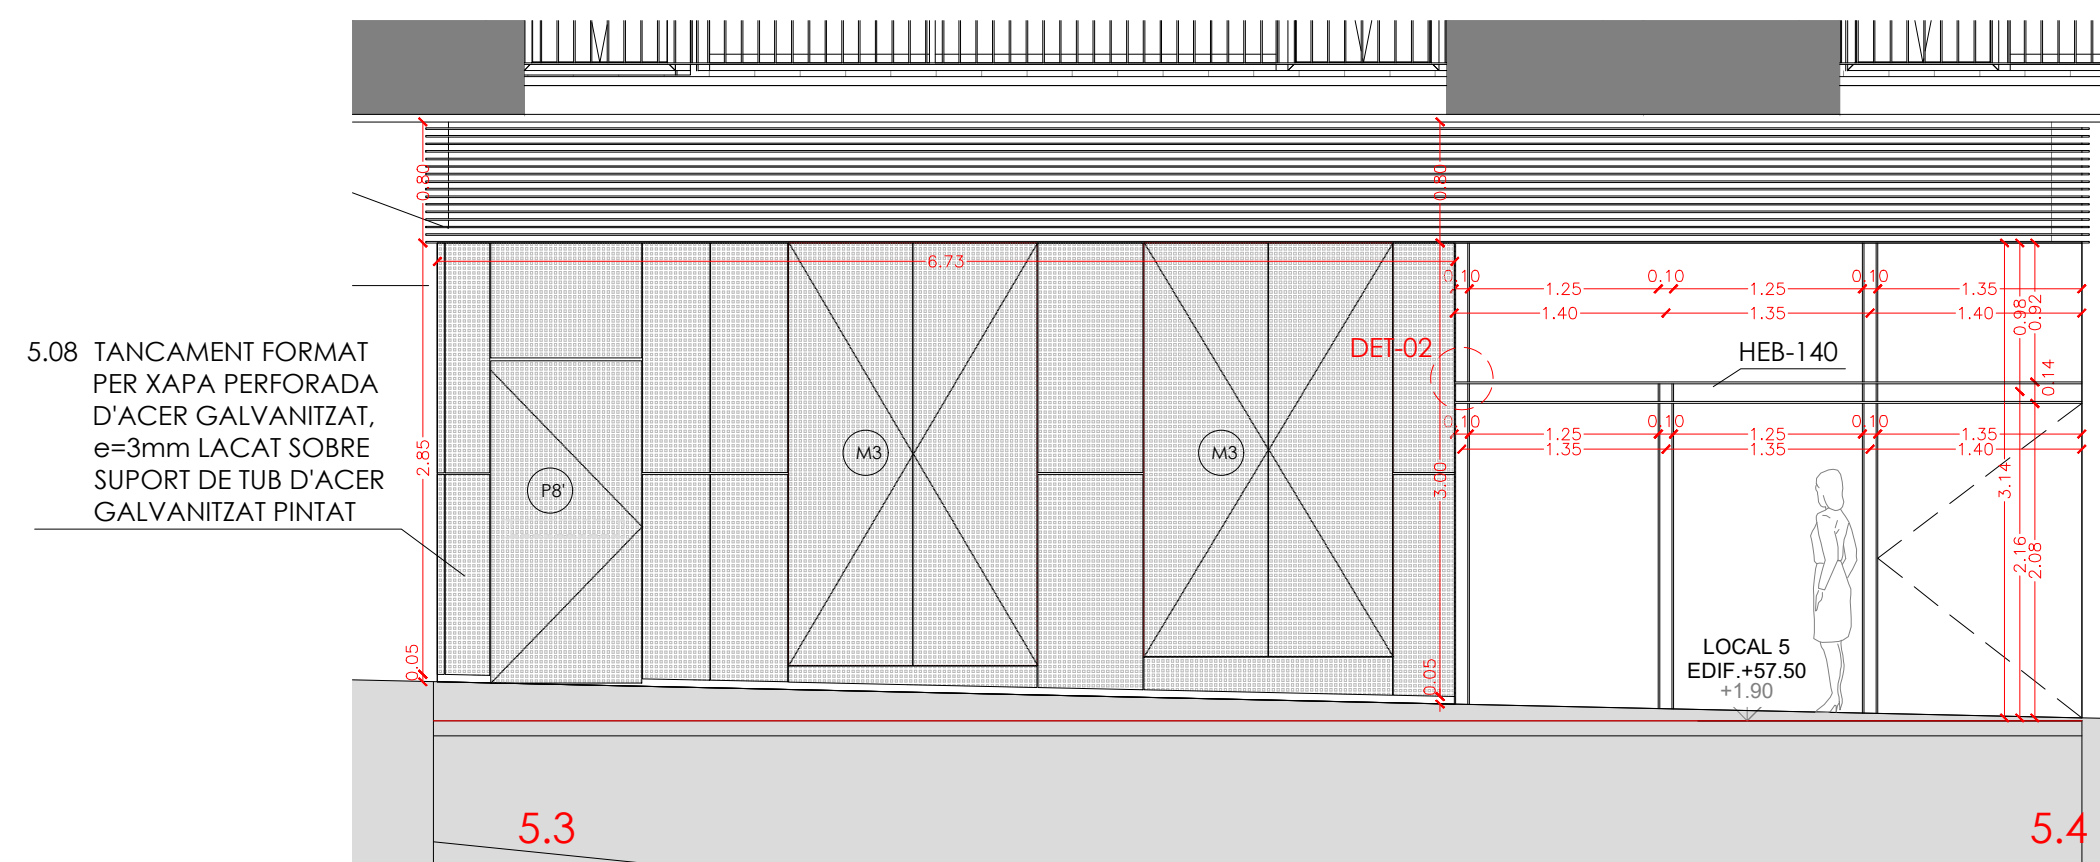 0.80
0.80
6.73
0.10
0.10
0.10
1.25
1.25
1.35
1.40
1.35
1.40
0.98
0.92
DET-02
HEB-140
0.14
5.08 TANCAMENT FORMAT
PER XAPA PERFORADA
D'ACER GALVANITZAT,
e=3mm LACAT SOBRE
SUPORT DE TUB D'ACER
GALVANITZAT PINTAT
2.85
0.10
0.10
0.10
1.25
1.25
1.35
1.35
1.35
1.40
M3
M3
P8'
3.00
3.14
2.16
2.08
0.05
0.05
LOCAL 5
EDIF.+57.50
+1.90
5.3
5.4